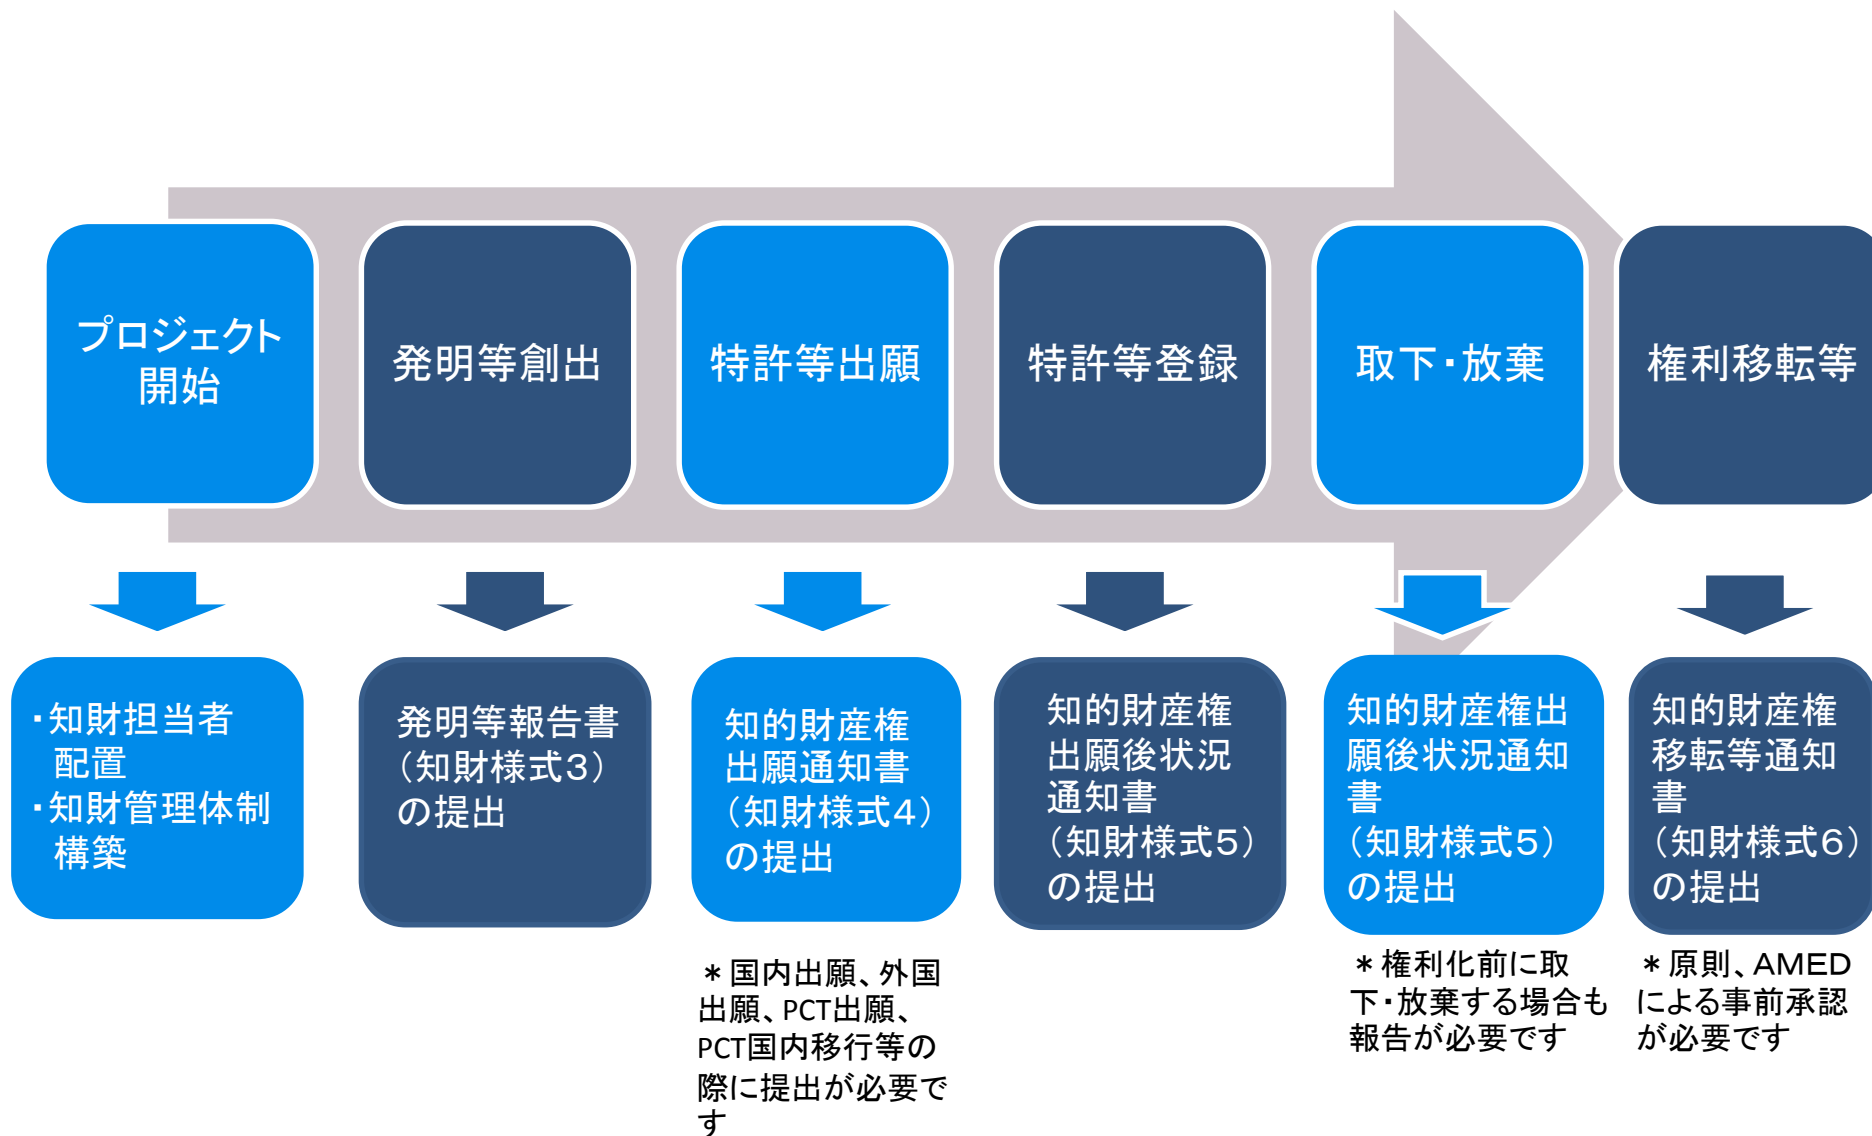 プロジェクト
開始
発明等創出
特許等出願
特許等登録
取下・放棄
権利移転等
・知財担当者
配置
・知財管理体制
構築
発明等報告書
（知財様式３）
の提出
知的財産権
出願通知書
（知財様式４）
の提出
知的財産権
出願後状況
通知書
（知財様式５）
の提出
知的財産権出
願後状況通知
書
（知財様式５）
の提出
知的財産権
移転等通知
書
（知財様式６）
の提出
＊国内出願、外国
出願、PCT出願、
PCT国内移行等の
際に提出が必要で
す
＊権利化前に取
下・放棄する場合も
報告が必要です
＊原則、ＡＭＥＤ
による事前承認
が必要です